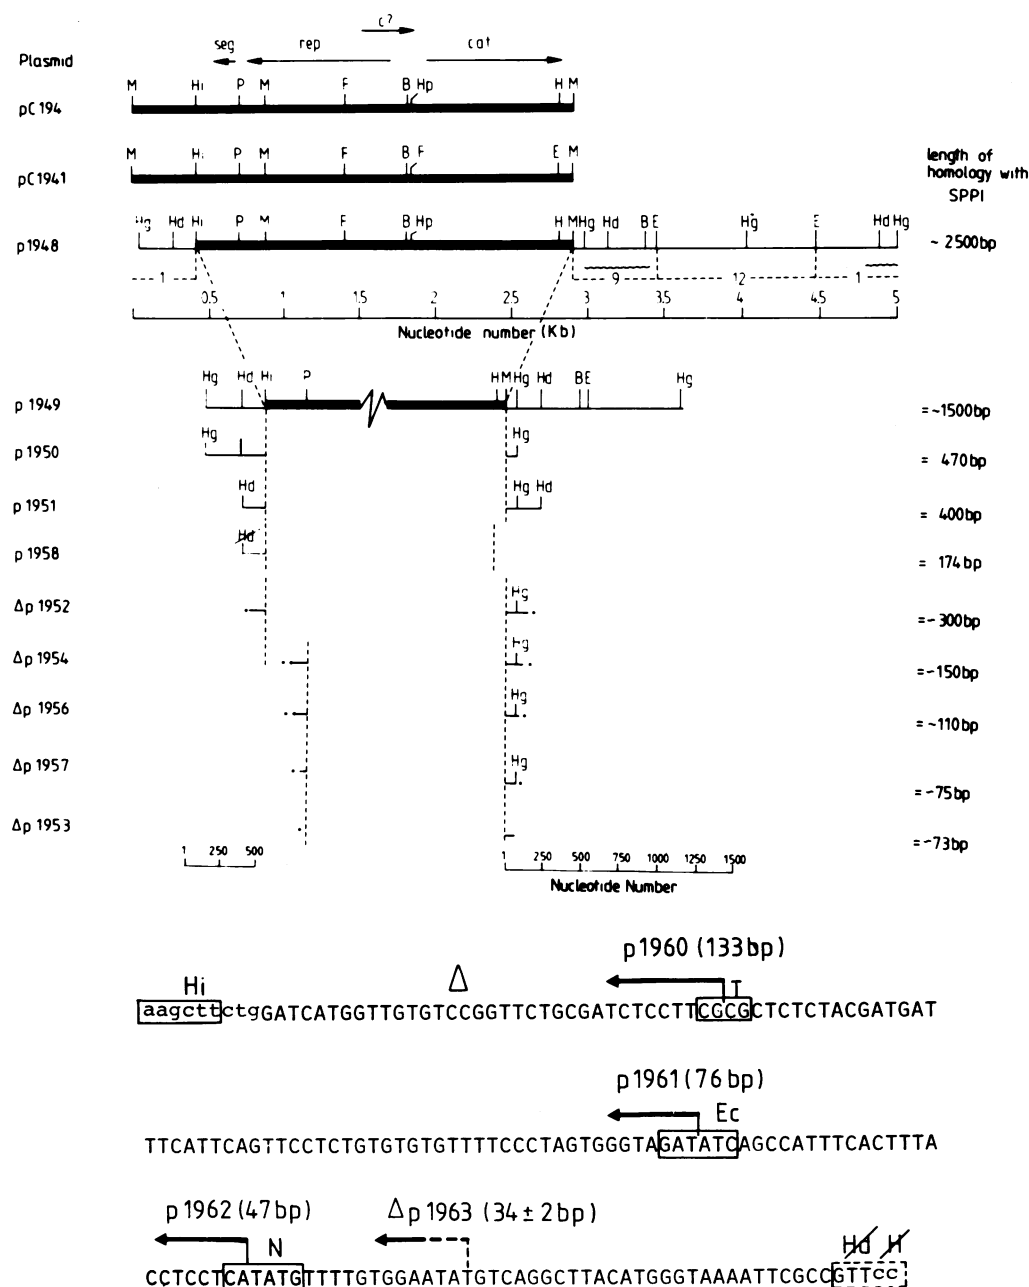 c?
seg rep cat
Plasmid
M Hi P M F B Hp H M
pC194
M Hi P M F B F E M
pC1941
length of
homology with
SPP1
Hg Hd Hi P M F B Hp H M Hg Hd B E Hg E Hd Hg
p1948
~ 2500bp
1 9 12 1
0.5 1 1.5 2 2.5 3 3.5 4 4.5 5
Nucleotide number (Kb)
Hg Hd Hi P H M Hg Hd B E Hg
p 1949
=~1500bp
Hg Hg
p 1950
= 470bp
Hd Hg Hd
p 1951
= 400bp
Hd
p 1958
= 174bp
Hg
Δp 1952
=~300bp
Hg
Δp 1954
=~150bp
Hg
Δp 1956
=~110bp
Hg
Δp 1957
=~75bp
Δp 1953
=~73bp
1 250 500
1 250 500 750 1000 1250 1500
Nucleotide Number
p1960 (133bp)
Hi Δ T
aagcttctgGATCATGGTTGTGTCCGGTTCTGCGATCTCCTTCGCGCTCTCTACGATGAT
p1961 (76bp)
Ec
TTCATTCAGTTCCTCTGTGTGTGTTTTCCCTAGTGGGTAGATATCAGCCATTTCACTTTA
p1962 (47bp) Δp1963 (34±2bp)
N Hd H
CCTCCTCATATGTTTTGTGGAATATGTCAGGCTTACATGGGTAAAATTCGCCGTTcc